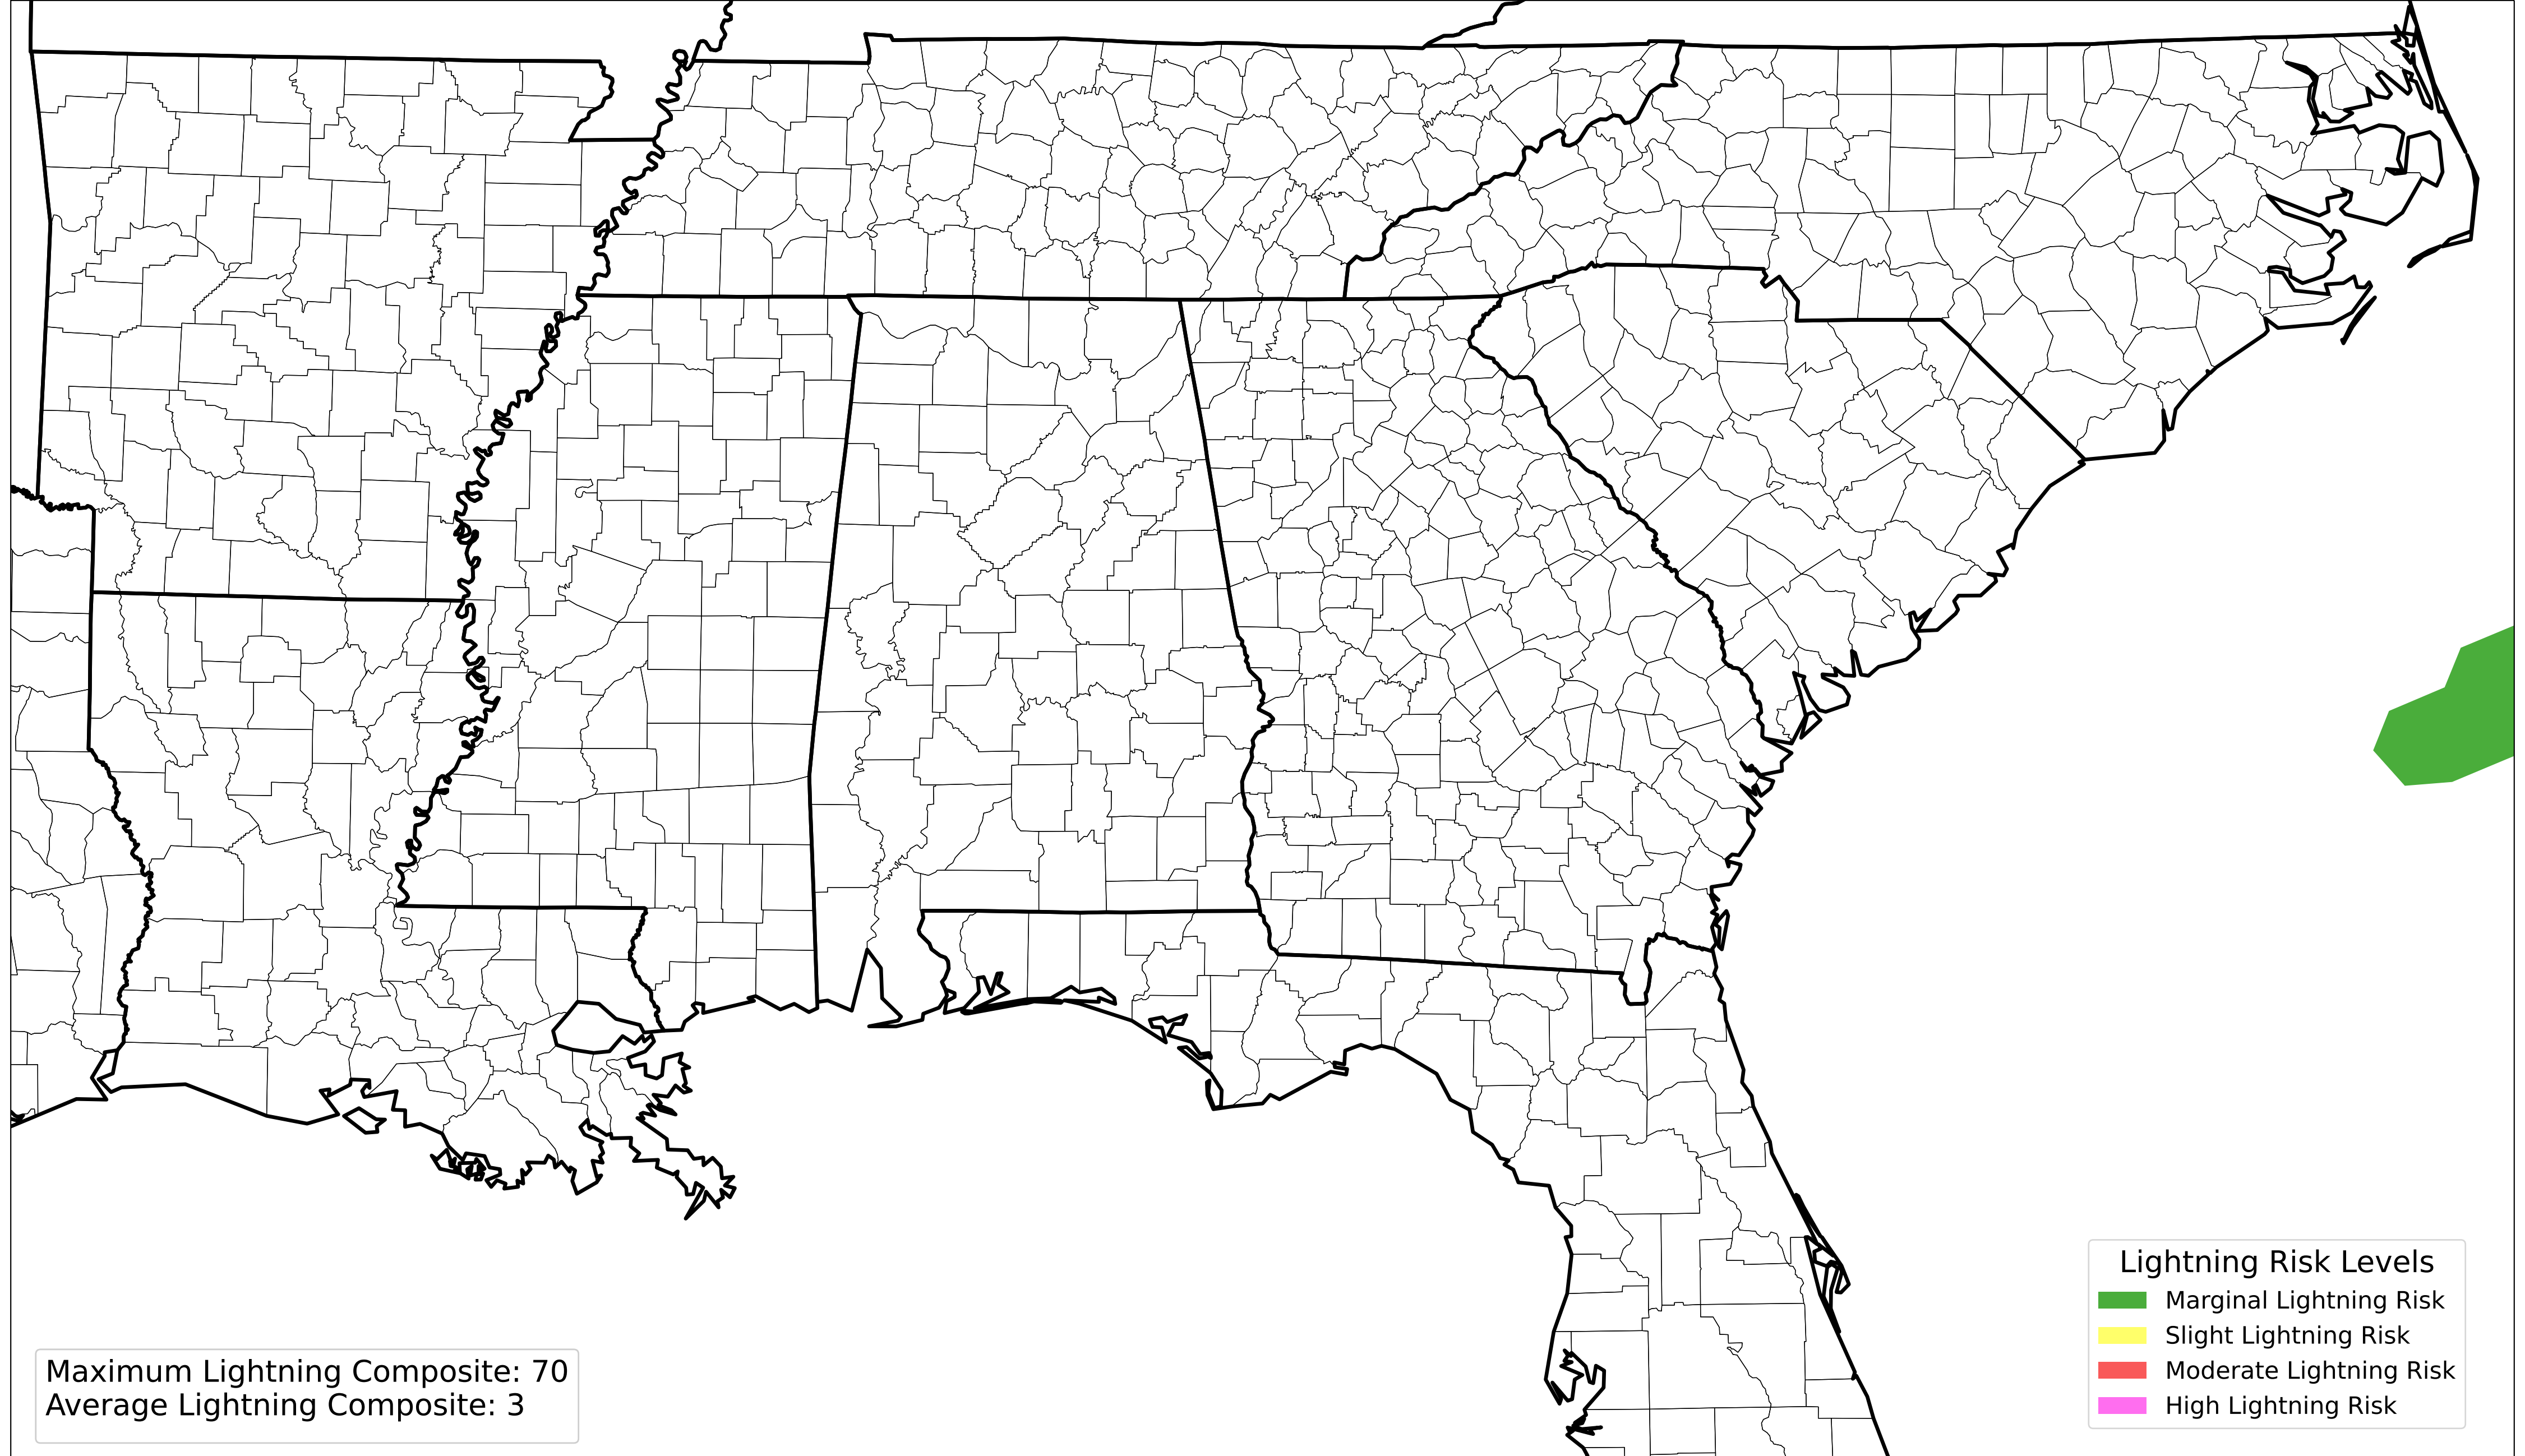 Maximum Lightning Composite: 70
Average Lightning Composite: 3
Lightning Risk Levels
Marginal Lightning Risk
Slight Lightning Risk
Moderate Lightning Risk
High Lightning Risk